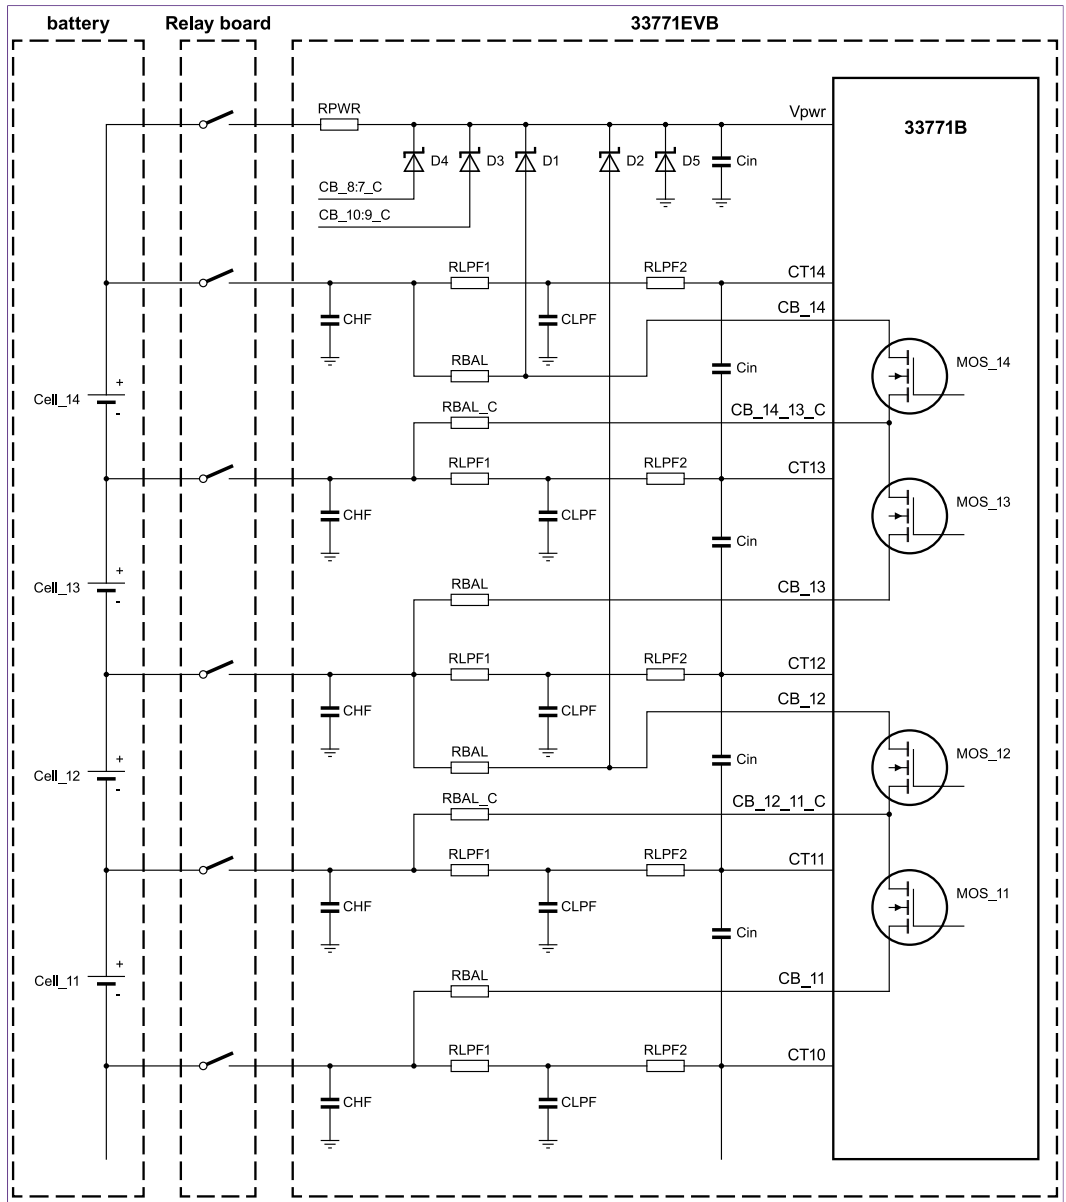 battery Relay board 33771EVB
RPWR Vpwr
33771B
D4 D3 D1 D2 D5 Cin
CB_8:7_C
CB_10:9_C
RLPF1 RLPF2 CT14
CB_14
CHF CLPF
RBAL Cin MOS_14
Cell_14 + -
RBAL_C CB_14_13_C
RLPF1 RLPF2 CT13
MOS_13
CHF CLPF
Cin
Cell_13 + -
RBAL CB_13
RLPF1 RLPF2 CT12
CB_12
CHF CLPF
RBAL Cin MOS_12
Cell_12 + -
RBAL_C CB_12_11_C
RLPF1 RLPF2 CT11
MOS_11
CHF CLPF
Cin
Cell_11 + -
RBAL CB_11
RLPF1 RLPF2 CT10
CHF CLPF